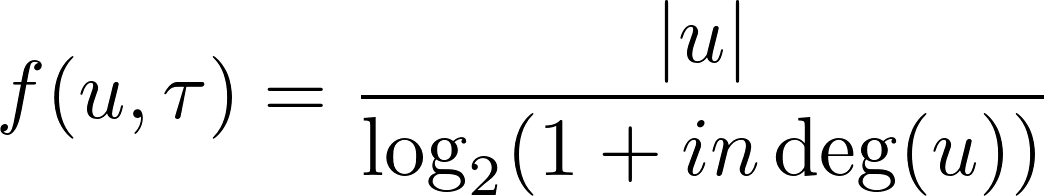 f(u, τ) = |u| / log₂(1 + in deg(u))